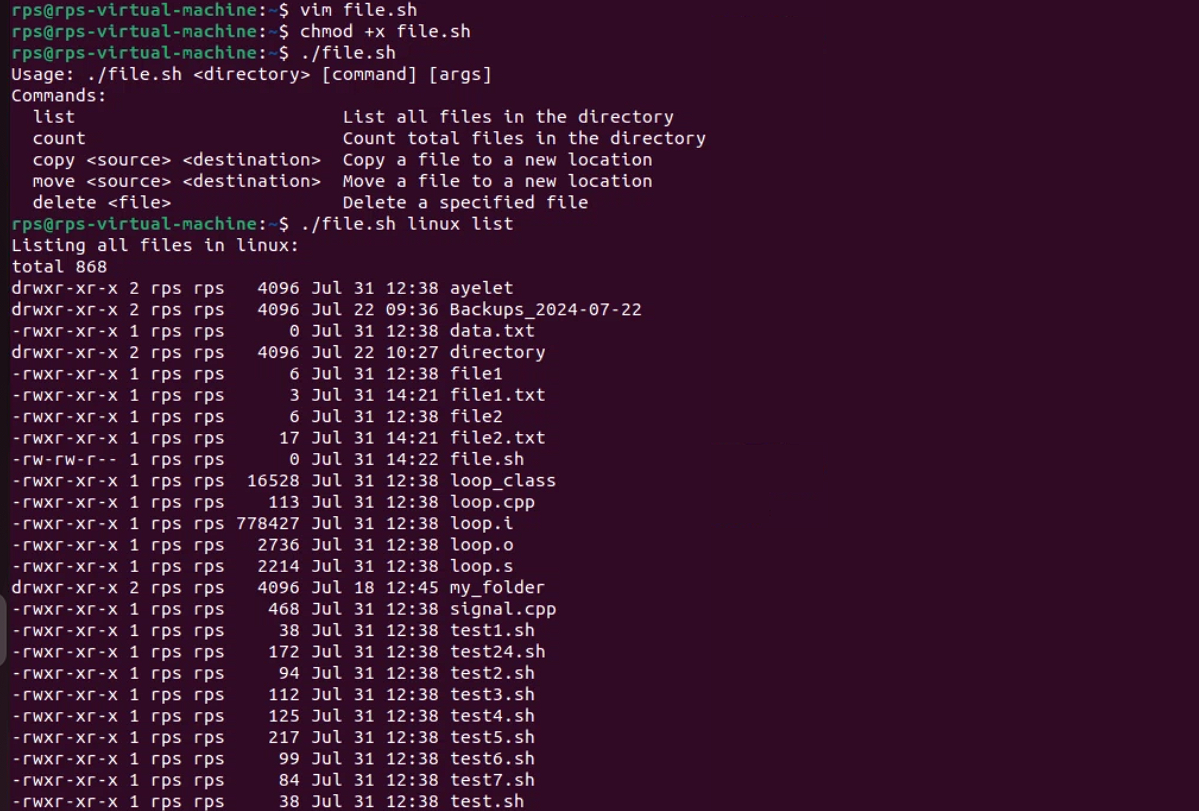 rps@rps-virtual-machine:~$ vim file.sh
rps@rps-virtual-machine:~$ chmod +x file.sh
rps@rps-virtual-machine:~$ ./file.sh
Usage: ./file.sh <directory> [command] [args]
Commands:
  list                         List all files in the directory
  count                        Count total files in the directory
  copy <source> <destination>  Copy a file to a new location
  move <source> <destination>  Move a file to a new location
  delete <file>                Delete a specified file
rps@rps-virtual-machine:~$ ./file.sh linux list
Listing all files in linux:
total 868
drwxr-xr-x 2 rps rps   4096 Jul 31 12:38 ayelet
drwxr-xr-x 2 rps rps   4096 Jul 22 09:36 Backups_2024-07-22
-rwxr-xr-x 1 rps rps      0 Jul 31 12:38 data.txt
drwxr-xr-x 2 rps rps   4096 Jul 22 10:27 directory
-rwxr-xr-x 1 rps rps      6 Jul 31 12:38 file1
-rwxr-xr-x 1 rps rps      3 Jul 31 14:21 file1.txt
-rwxr-xr-x 1 rps rps      6 Jul 31 12:38 file2
-rwxr-xr-x 1 rps rps     17 Jul 31 14:21 file2.txt
-rw-rw-r-- 1 rps rps      0 Jul 31 14:22 file.sh
-rwxr-xr-x 1 rps rps  16528 Jul 31 12:38 loop_class
-rwxr-xr-x 1 rps rps    113 Jul 31 12:38 loop.cpp
-rwxr-xr-x 1 rps rps 778427 Jul 31 12:38 loop.i
-rwxr-xr-x 1 rps rps   2736 Jul 31 12:38 loop.o
-rwxr-xr-x 1 rps rps   2214 Jul 31 12:38 loop.s
drwxr-xr-x 2 rps rps   4096 Jul 18 12:45 my_folder
-rwxr-xr-x 1 rps rps    468 Jul 31 12:38 signal.cpp
-rwxr-xr-x 1 rps rps     38 Jul 31 12:38 test1.sh
-rwxr-xr-x 1 rps rps    172 Jul 31 12:38 test24.sh
-rwxr-xr-x 1 rps rps     94 Jul 31 12:38 test2.sh
-rwxr-xr-x 1 rps rps    112 Jul 31 12:38 test3.sh
-rwxr-xr-x 1 rps rps    125 Jul 31 12:38 test4.sh
-rwxr-xr-x 1 rps rps    217 Jul 31 12:38 test5.sh
-rwxr-xr-x 1 rps rps     99 Jul 31 12:38 test6.sh
-rwxr-xr-x 1 rps rps     84 Jul 31 12:38 test7.sh
-rwxr-xr-x 1 rps rps     38 Jul 31 12:38 test.sh